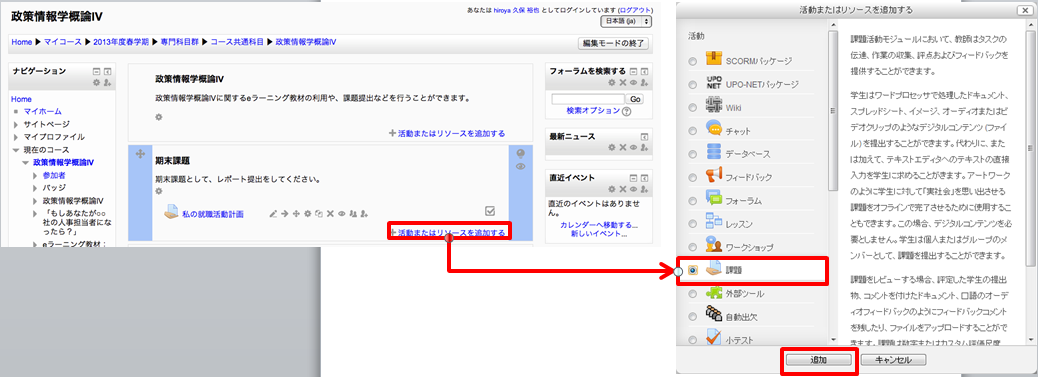 政策情報学概論Ⅳ
あなたは hiroya 久保 裕也 としてログインしています (ログアウト)
日本語 (ja)
Home ▶ マイコース ▶ 2013年度春学期 ▶ 専門科目群 ▶ コース共通科目 ▶ 政策情報学概論Ⅳ
編集モードの終了
ナビゲーション
Home
マイホーム
サイトページ
マイプロファイル
現在のコース
政策情報学概論Ⅳ
参加者
バッジ
政策情報学概論Ⅳ
「もしあなたが○○
社の人事担当者になっ
たら？」
eラーニング教材：
政策情報学概論Ⅳ
政策情報学概論Ⅳに関するeラーニング教材の利用や、課題提出などを行うことができます。
+活動またはリソースを追加する
期末課題
期末課題として、レポート提出をしてください。
私の就職活動計画
+活動またはリソースを追加する
フォーラムを検索する
Go
検索オプション
最新ニュース
直近イベント
直近のイベントはありませ
ん。
カレンダーへ移動する...
新しいイベント...
活動またはリソースを追加する
活動
SCORMパッケージ
UPO-NETパッケージ
Wiki
チャット
データベース
フィードバック
フォーラム
レッスン
ワークショップ
課題
外部ツール
自動出欠
小テスト
課題活動モジュールにおいて、教師はタスクの
伝達、作業の収集、評点およびフィードバックを
提供することができます。
学生はワードプロセッサで処理したドキュメント、
スプレッドシート、イメージ、オーディオまたはビ
デオクリップのようなデジタルコンテンツ (ファイ
ル) を提出することができます。代わりに、また
は加えて、テキストエディタへのテキストの直接
入力を学生に求めることができます。アートワーク
のように学生に対して「実社会」を思い出させる
課題をオフラインで完了させるために使用するこ
ともできます。この場合、デジタルコンテンツを必
要としません。学生は個人またはグループのメ
ンバーとして、課題を提出することができます。
課題をレビューする場合、評定した学生の提出
物、コメントを付けたドキュメント、口語のオーデ
ィオフィードバックのようにフィードバックコメント
を残したり、ファイルをアップロードすることがで
きます。課題は数字またはカスタム評価尺度、
追加
キャンセル